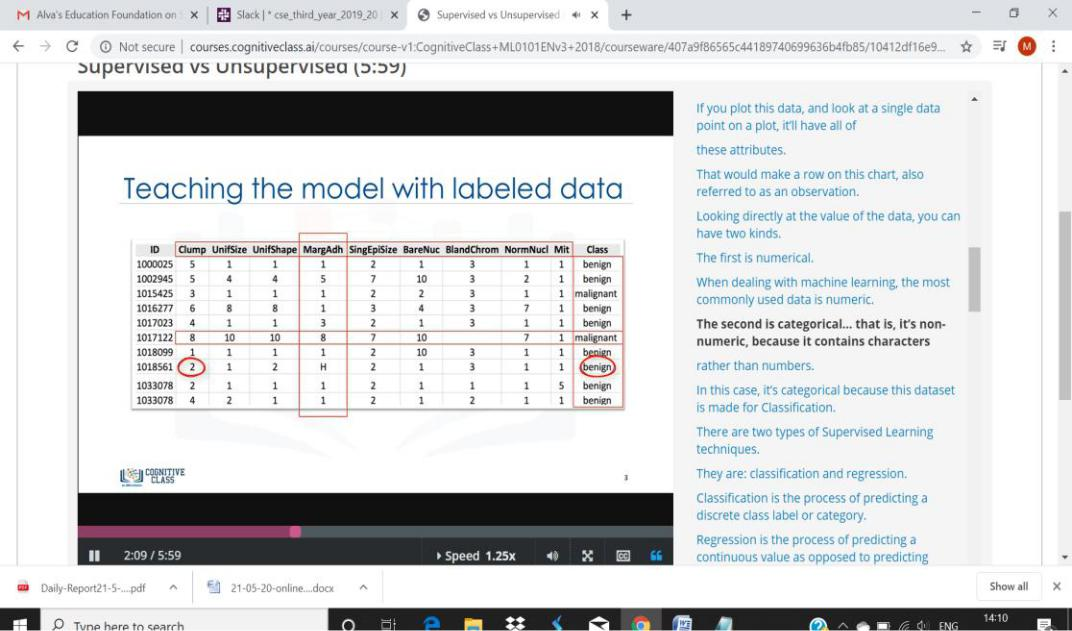 Alva's Education Foundation on
Slack | * cse_third_year_2019_20
Supervised vs Unsupervised
Not secure | courses.cognitiveclass.ai/courses/course-v1:CognitiveClass+ML0101ENv3+2018/courseware/407a9f86565c44189740699636b4fb85/10412df16e9...
M
Supervised vs Unsupervised (5:59)
Teaching the model with labeled data
ID Clump UnifSize UnifShape MargAdh SingEpiSize BareNuc BlandChrom NormNucl Mit Class
1000025 5 1 1 1 2 1 3 1 1 benign
1002945 5 4 4 5 7 10 3 2 1 benign
1015425 3 1 1 1 2 2 3 1 1 malignant
1016277 6 8 8 1 3 4 3 7 1 benign
1017023 4 1 1 3 2 1 3 1 1 benign
1017122 8 10 10 8 7 10 7 1 malignant
1018099 1 1 1 1 2 10 3 1 1 benign
1018561 2 1 2 H 2 1 3 1 1 benign
1033078 2 1 1 1 2 1 1 1 5 benign
1033078 4 2 1 1 2 1 2 1 1 benign
COGNITIVE
CLASS
3
2:09 / 5:59
Speed 1.25x
If you plot this data, and look at a single data
point on a plot, it'll have all of
these attributes.
That would make a row on this chart, also
referred to as an observation.
Looking directly at the value of the data, you can
have two kinds.
The first is numerical.
When dealing with machine learning, the most
commonly used data is numeric.
The second is categorical... that is, it's non-
numeric, because it contains characters
rather than numbers.
In this case, it's categorical because this dataset
is made for Classification.
There are two types of Supervised Learning
techniques.
They are: classification and regression.
Classification is the process of predicting a
discrete class label or category.
Regression is the process of predicting a
continuous value as opposed to predicting
Daily-Report21-5-....pdf
21-05-20-online....docx
Show all
Type here to search
ENG
14:10